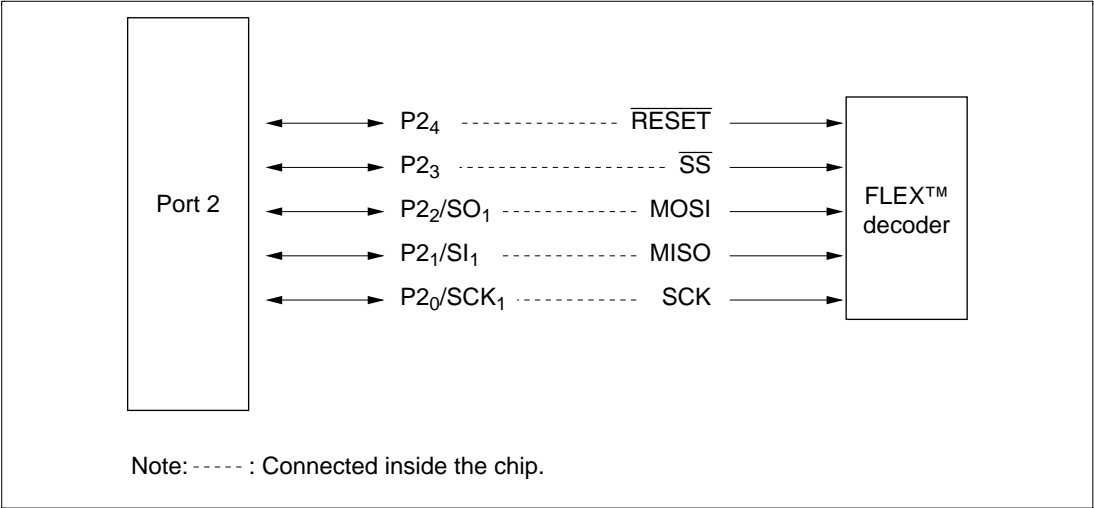 P2₄ RESET
P2₃ SS
Port 2 P2₂/SO₁ MOSI FLEX™
decoder
P2₁/SI₁ MISO
P2₀/SCK₁ SCK
Note: ----- : Connected inside the chip.